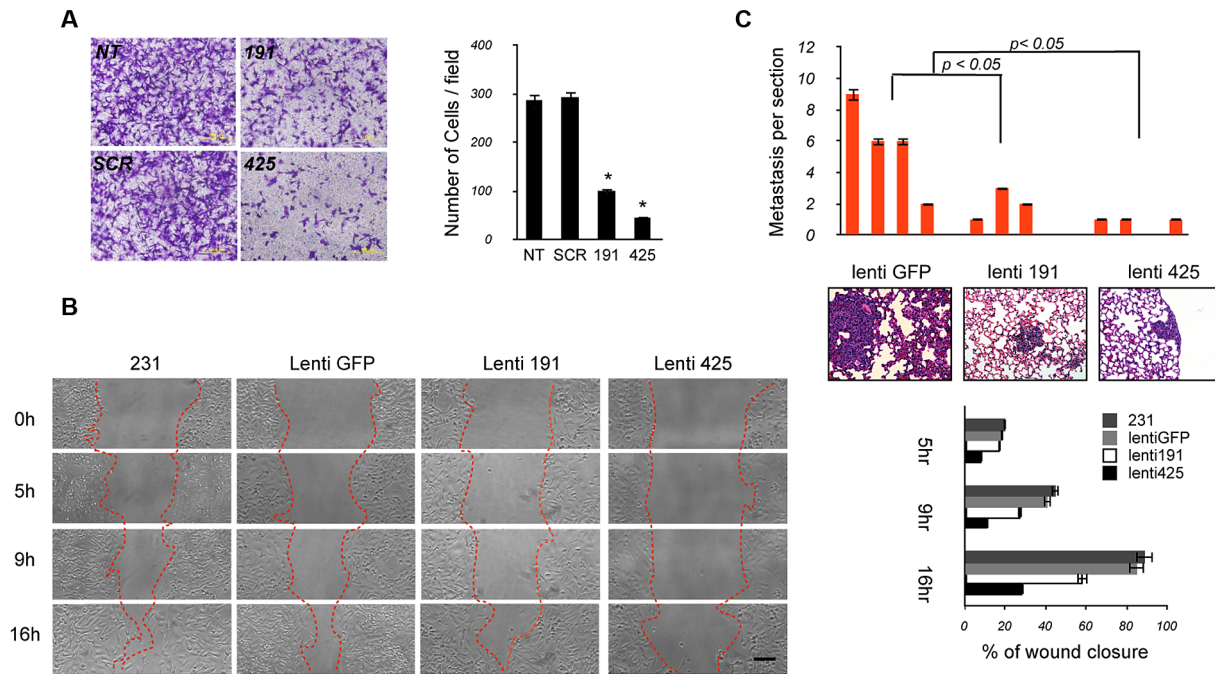 A
NT
191
SCR
425
Number of Cells / field
400
300
200
100
0
NT SCR 191 425
*
*
C
Metastasis per section
12
10
8
6
4
2
0
p< 0.05
p < 0.05
lenti GFP lenti 191 lenti 425
B
231 Lenti GFP Lenti 191 Lenti 425
0h
5h
9h
16h
5hr
9hr
16hr
231
lentiGFP
lenti191
lenti425
0 20 40 60 80 100
% of wound closure